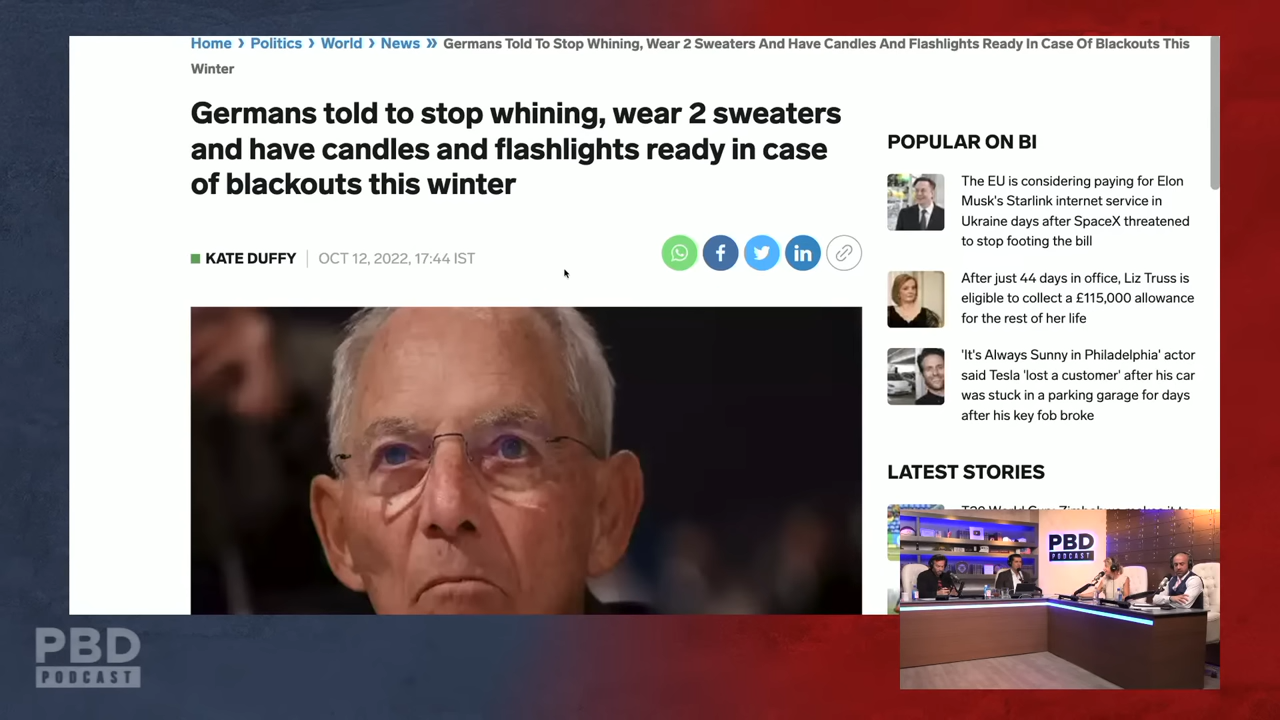 Home › Politics › World › News » Germans Told To Stop Whining, Wear 2 Sweaters And Have Candles And Flashlights Ready In Case Of Blackouts This
Winter
Germans told to stop whining, wear 2 sweaters
and have candles and flashlights ready in case
of blackouts this winter
KATE DUFFY | OCT 12, 2022, 17:44 IST
POPULAR ON BI
The EU is considering paying for Elon
Musk's Starlink internet service in
Ukraine days after SpaceX threatened
to stop footing the bill
After just 44 days in office, Liz Truss is
eligible to collect a £115,000 allowance
for the rest of her life
'It's Always Sunny in Philadelphia' actor
said Tesla 'lost a customer' after his car
was stuck in a parking garage for days
after his key fob broke
LATEST STORIES
PBD
PODCAST
PBD
PODCAST